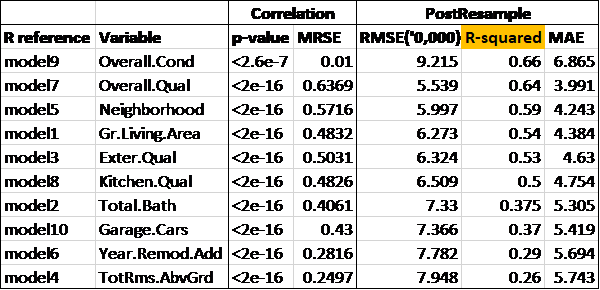 Correlation PostResample
R reference Variable p-value MRSE RMSE('0,000) R-squared MAE
model9 Overall.Cond <2.6e-7 0.01 9.215 0.66 6.865
model7 Overall.Qual <2e-16 0.6369 5.539 0.64 3.991
model5 Neighborhood <2e-16 0.5716 5.997 0.59 4.243
model1 Gr.Living.Area <2e-16 0.4832 6.273 0.54 4.384
model3 Exter.Qual <2e-16 0.5031 6.324 0.53 4.63
model8 Kitchen.Qual <2e-16 0.4826 6.509 0.5 4.754
model2 Total.Bath <2e-16 0.4061 7.33 0.375 5.305
model10 Garage.Cars <2e-16 0.43 7.366 0.37 5.419
model6 Year.Remod.Add <2e-16 0.2816 7.782 0.29 5.694
model4 TotRms.AbvGrd <2e-16 0.2497 7.948 0.26 5.743